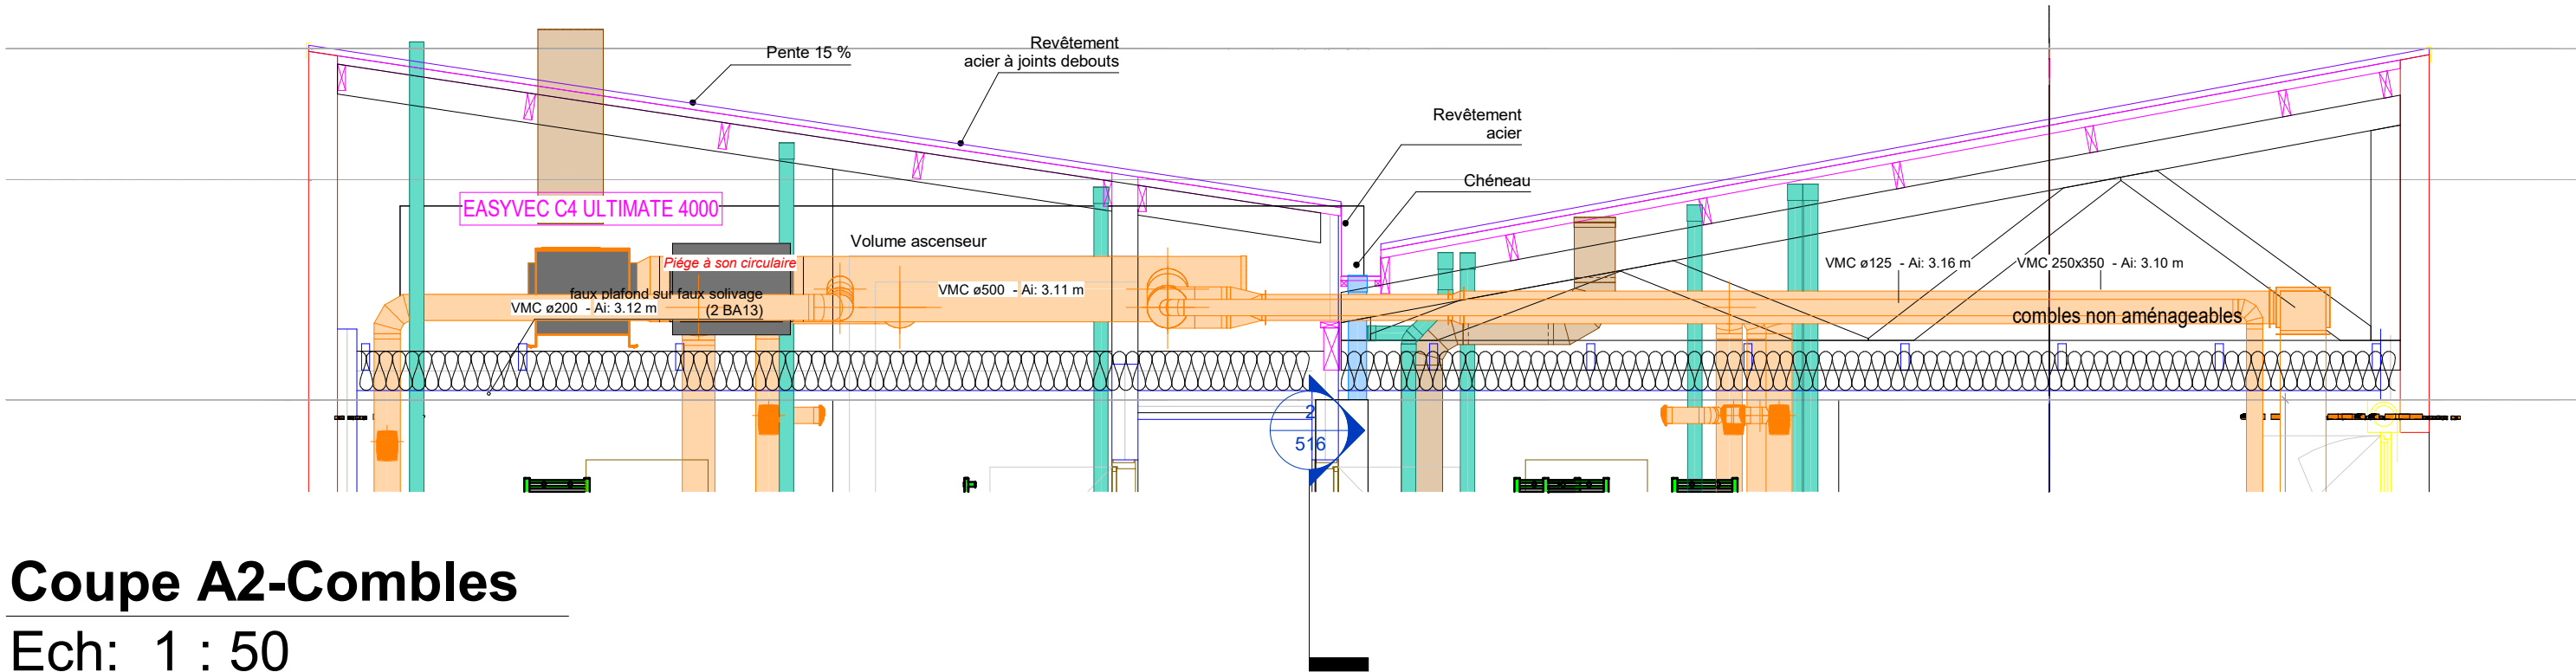 Pente 15 %
Revêtement
acier à joints debouts
Revêtement
acier
Chéneau
EASYVEC C4 ULTIMATE 4000
Volume ascenseur
Piége à son circulaire
faux plafond sur faux solivage
(2 BA13)
VMC ø200 - Ai: 3.12 m
VMC ø500 - Ai: 3.11 m
VMC ø125 - Ai: 3.16 m
VMC 250x350 - Ai: 3.10 m
combles non aménageables
2
516
Coupe A2-Combles
Ech: 1 : 50